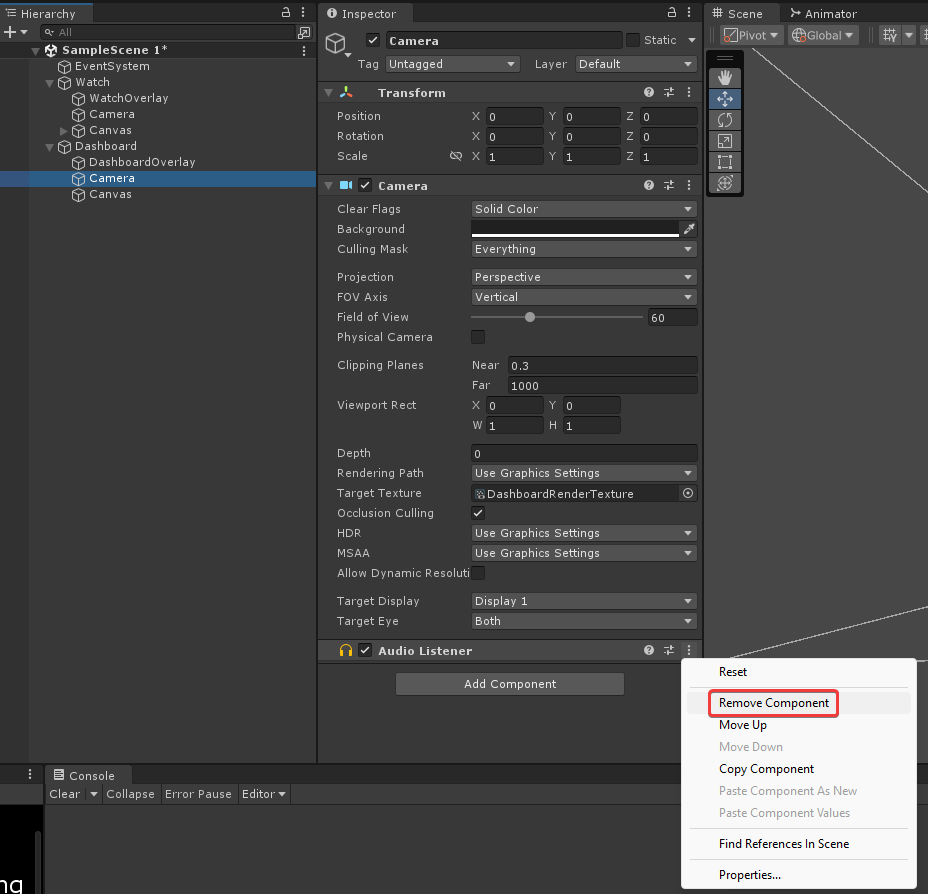 Hierarchy
All
SampleScene 1*
EventSystem
Watch
WatchOverlay
Camera
Canvas
Dashboard
DashboardOverlay
Camera
Canvas
Inspector
Camera
Static
Tag Untagged Layer Default
Transform
Position X 0 Y 0 Z 0
Rotation X 0 Y 0 Z 0
Scale X 1 Y 1 Z 1
Camera
Clear Flags Solid Color
Background
Culling Mask Everything
Projection Perspective
FOV Axis Vertical
Field of View 60
Physical Camera
Clipping Planes Near 0.3
Far 1000
Viewport Rect X 0 Y 0
W 1 H 1
Depth 0
Rendering Path Use Graphics Settings
Target Texture DashboardRenderTexture
Occlusion Culling
HDR Use Graphics Settings
MSAA Use Graphics Settings
Allow Dynamic Resoluti
Target Display Display 1
Target Eye Both
Audio Listener
Add Component
Scene Animator
Pivot Global
Reset
Remove Component
Move Up
Move Down
Copy Component
Paste Component As New
Paste Component Values
Find References In Scene
Properties...
Console
Clear Collapse Error Pause Editor
ng